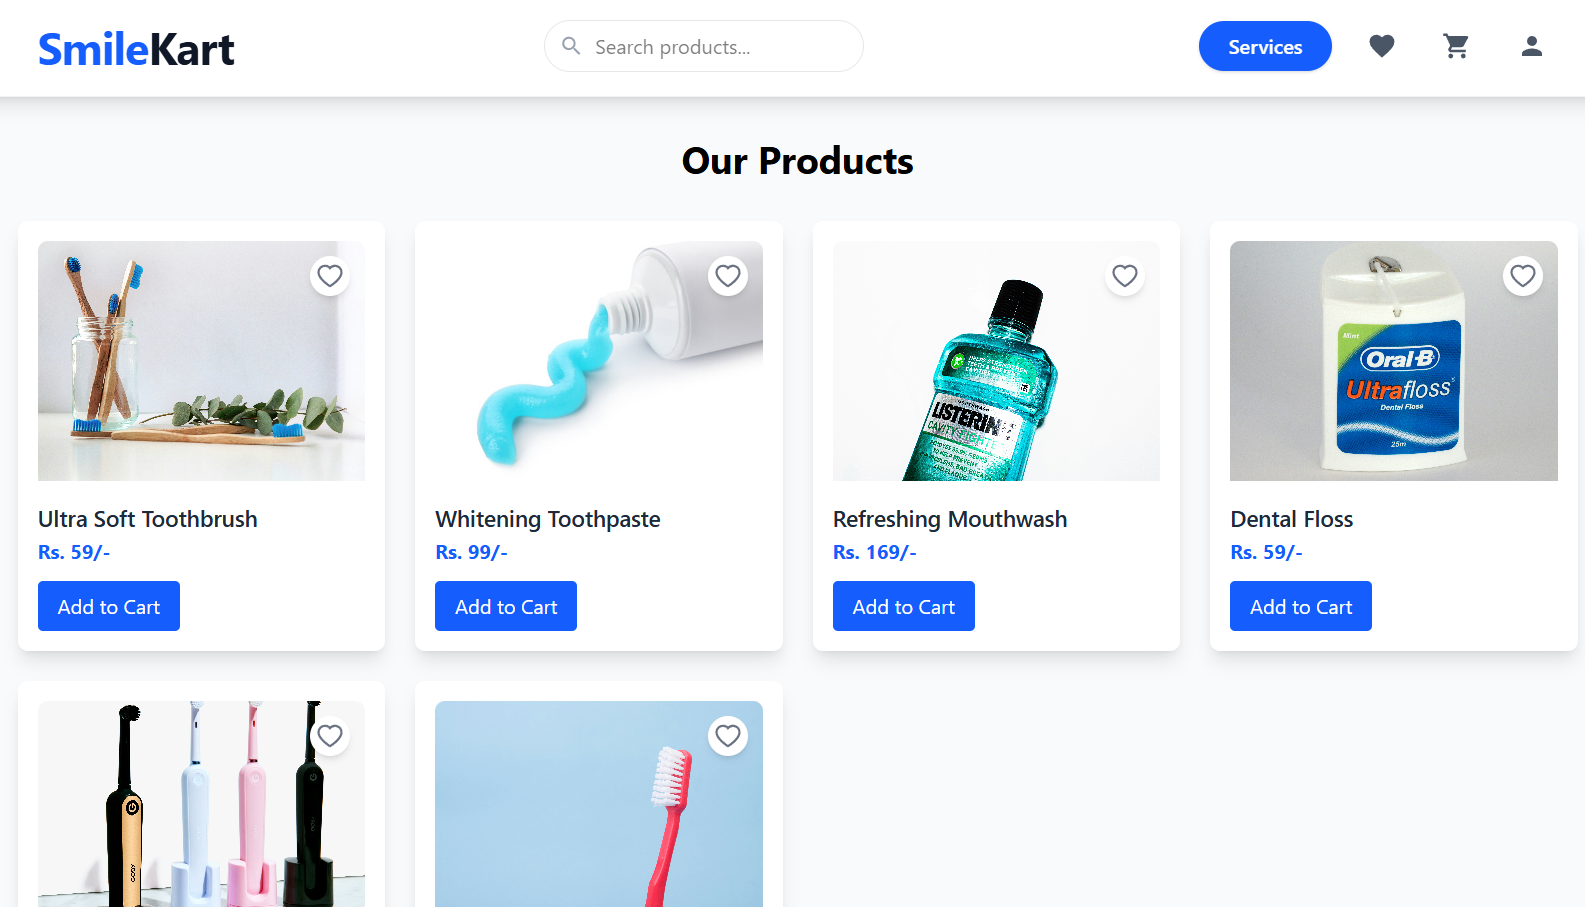 SmileKart
Search products...
Services
Our Products
Ultra Soft Toothbrush
Rs. 59/-
Add to Cart
Whitening Toothpaste
Rs. 99/-
Add to Cart
LISTERIN
Refreshing Mouthwash
Rs. 169/-
Add to Cart
Mint
Oral-B
Ultrafloss
Dental Floss
25m
Dental Floss
Rs. 59/-
Add to Cart